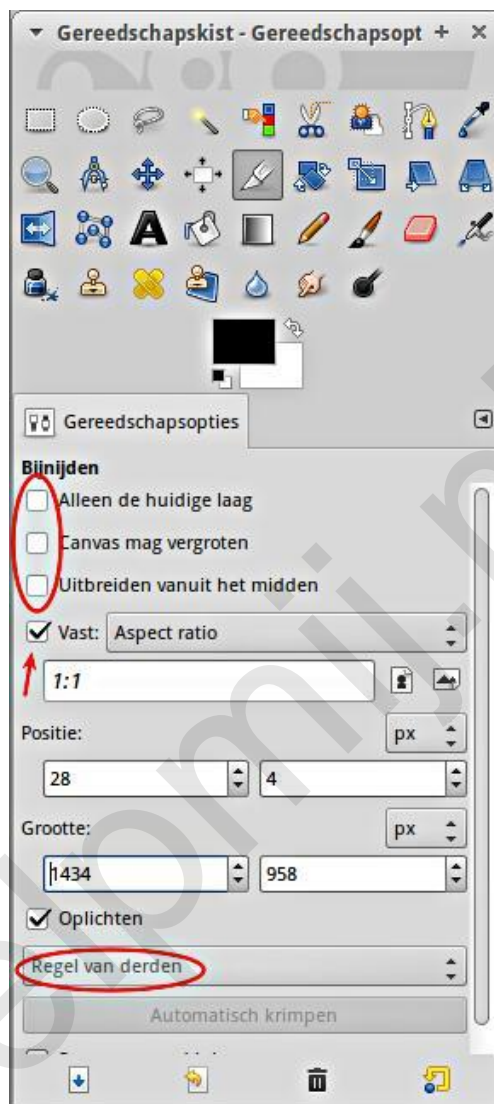 Gereedschapskist - Gereedschapsopt
Gereedschapsopties
Bijnijden
Alleen de huidige laag
Canvas mag vergroten
Uitbreiden vanuit het midden
Vast: Aspect ratio
1:1
Positie: px
28 4
Grootte: px
1434 958
Oplichten
Regel van derden
Automatisch krimpen